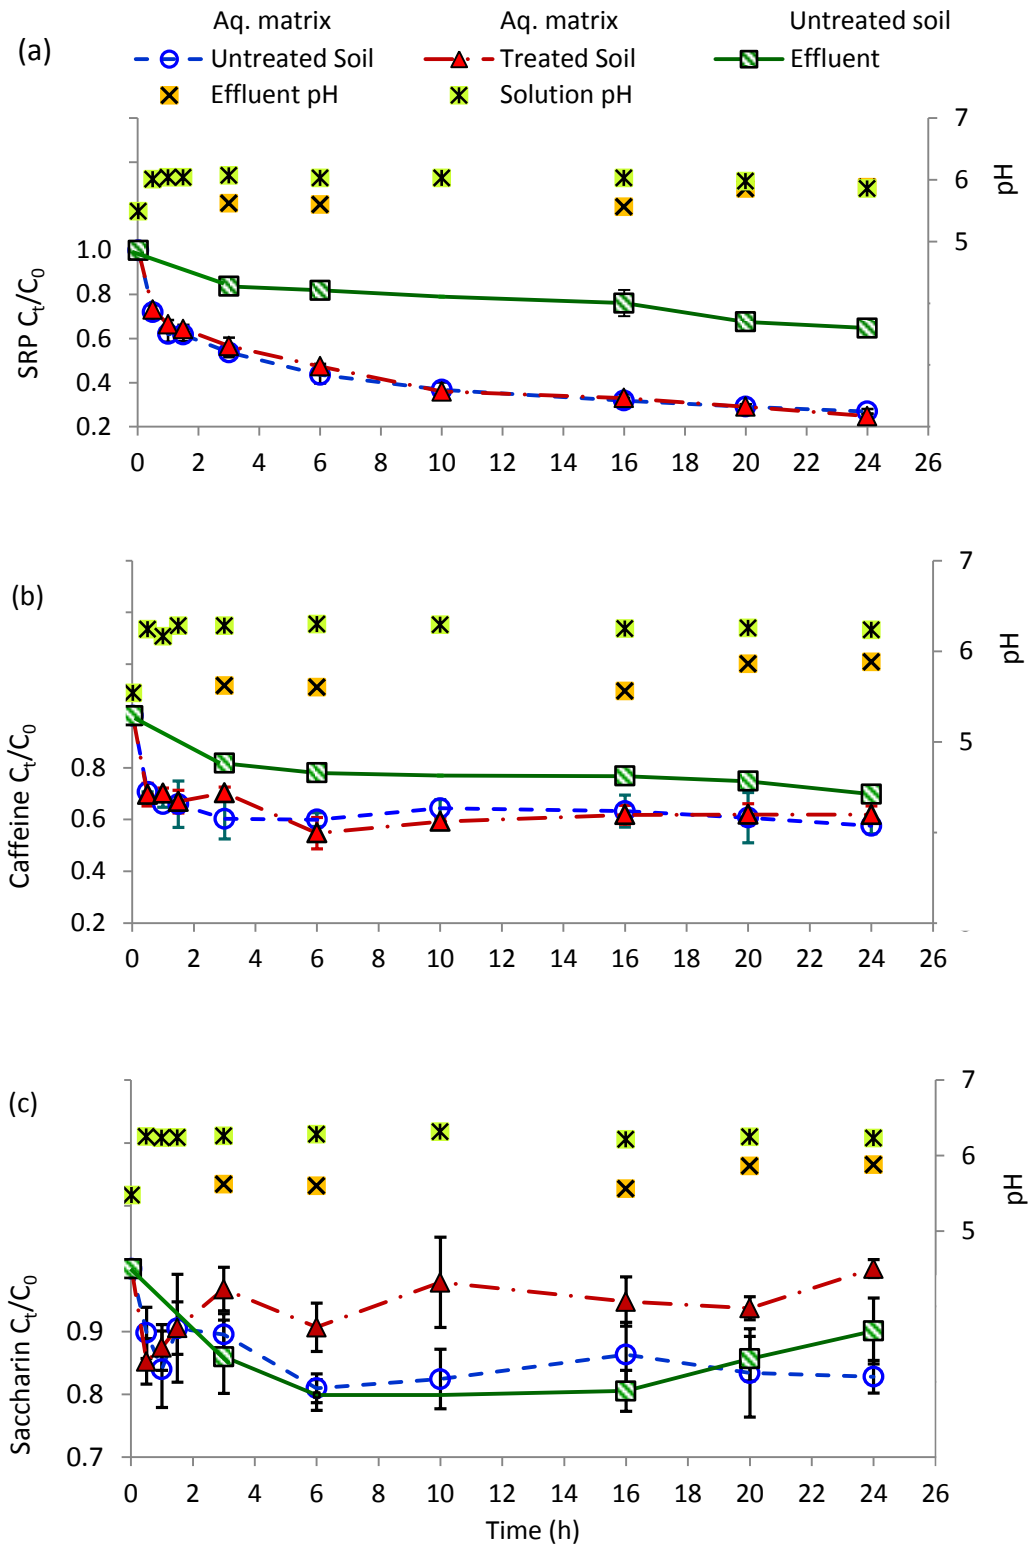 Aq. matrix Aq. matrix Untreated soil
(a) Untreated Soil Treated Soil Effluent
Effluent pH Solution pH
7
6
5
pH
1.0
0.8
0.6
0.4
0.2
SRP Cₜ/C₀
0 2 4 6 8 10 12 14 16 18 20 22 24 26
(b)
7
6
5
pH
0.8
0.6
0.4
0.2
Caffeine Cₜ/C₀
0 2 4 6 8 10 12 14 16 18 20 22 24 26
(c)
7
6
5
pH
0.9
0.8
0.7
Saccharin Cₜ/C₀
0 2 4 6 8 10 12 14 16 18 20 22 24 26
Time (h)